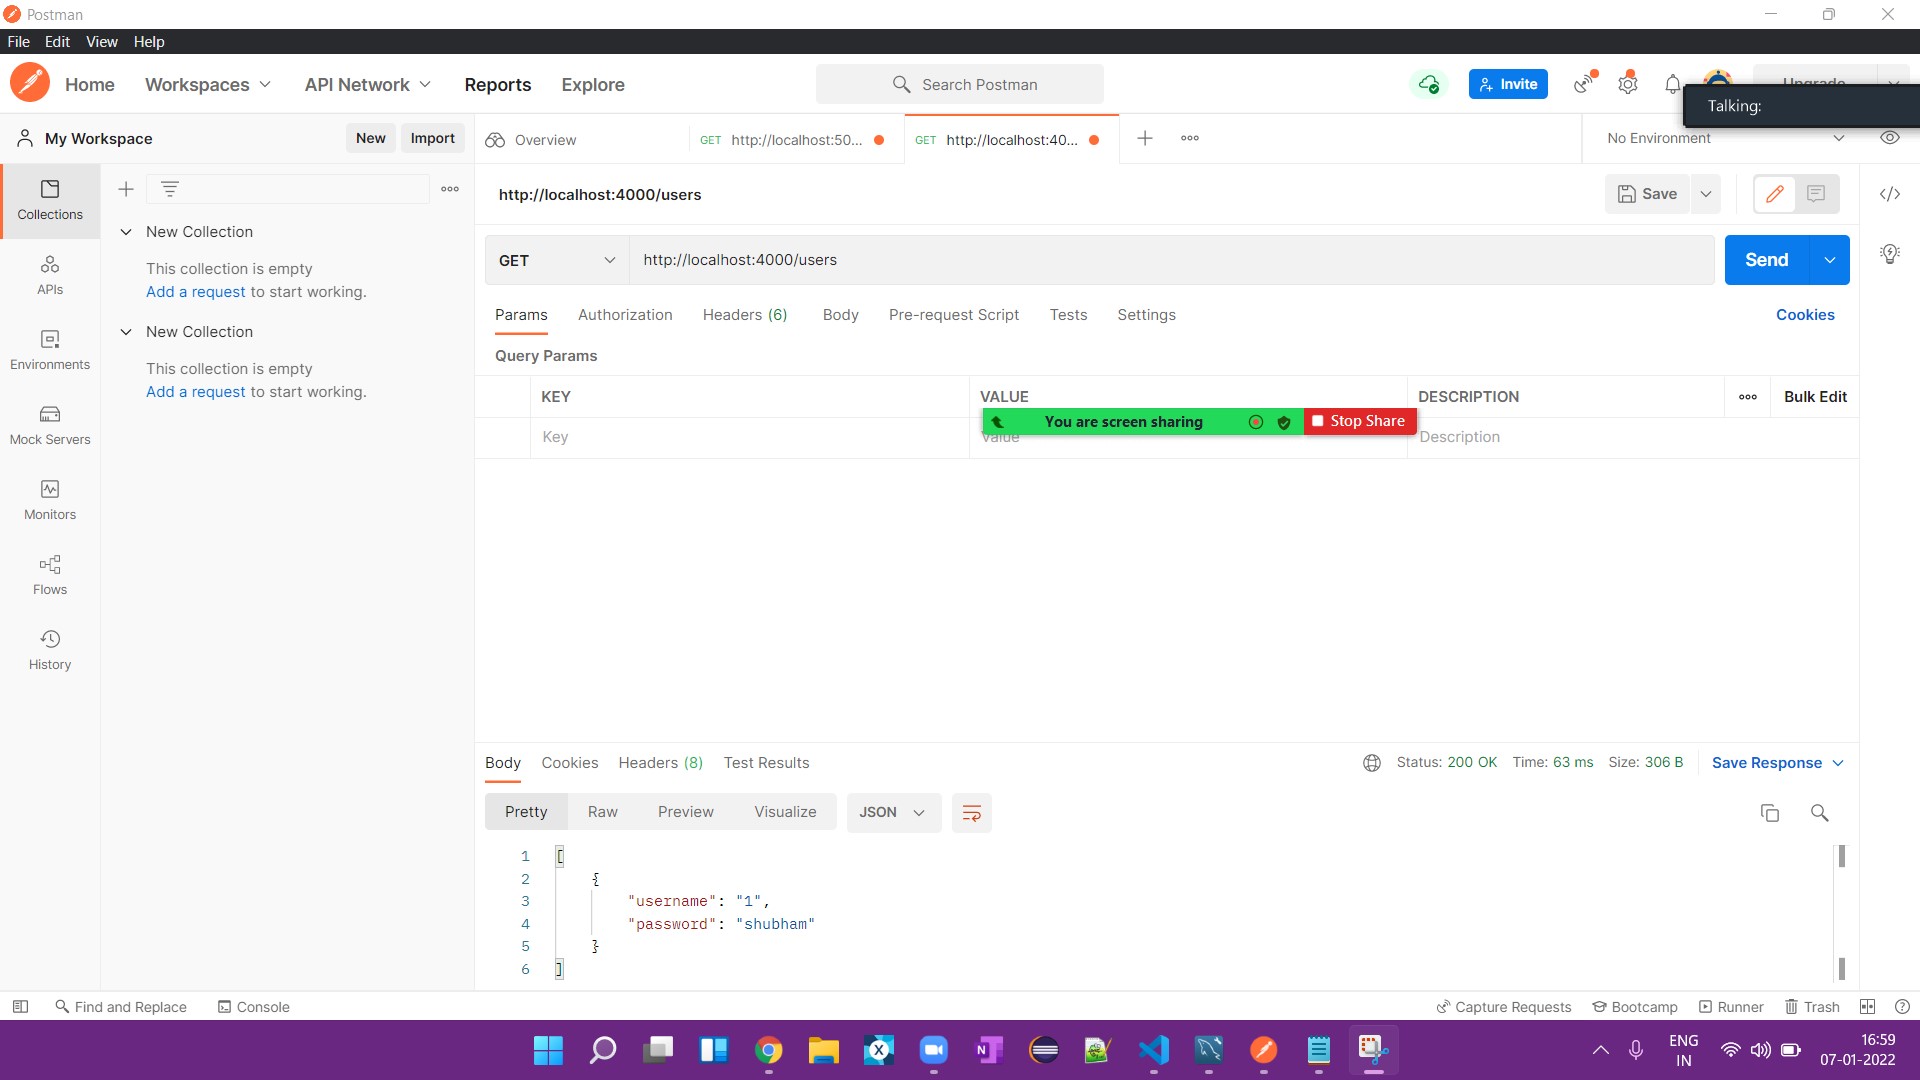 Postman
File Edit View Help
Home Workspaces API Network Reports Explore Search Postman Invite
Talking:
My Workspace New Import Overview GET http://localhost:50... GET http://localhost:40... No Environment
Collections
http://localhost:4000/users Save
New Collection
This collection is empty
Add a request to start working.
New Collection
This collection is empty
Add a request to start working.
APIs
Environments
Mock Servers
Monitors
Flows
History
GET http://localhost:4000/users Send
Params Authorization Headers (6) Body Pre-request Script Tests Settings Cookies
Query Params
KEY VALUE DESCRIPTION Bulk Edit
You are screen sharing Stop Share
Key Value Description
Body Cookies Headers (8) Test Results Status: 200 OK Time: 63 ms Size: 306 B Save Response
Pretty Raw Preview Visualize JSON
1 [
2 {
3 "username": "1",
4 "password": "shubham"
5 }
6 ]
Find and Replace Console Capture Requests Bootcamp Runner Trash
ENG 16:59
IN 07-01-2022